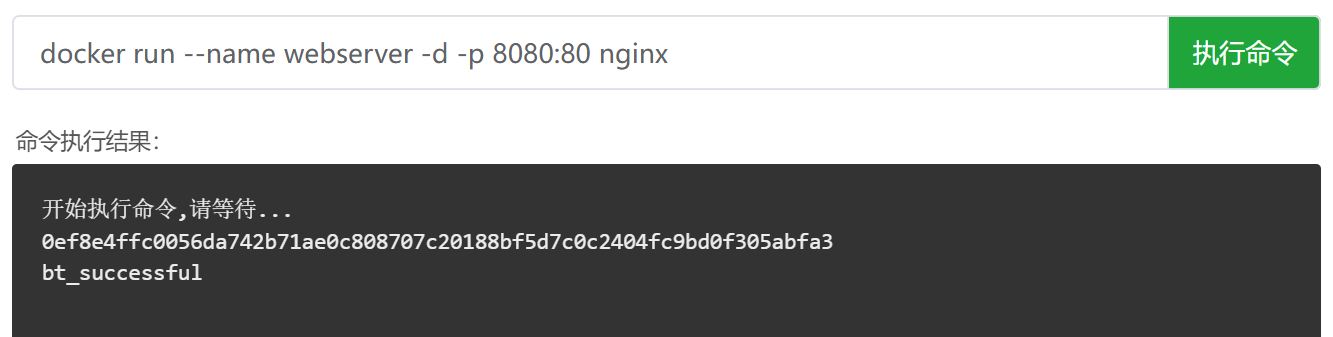 docker run --name webserver -d -p 8080:80 nginx
执行命令
命令执行结果：
开始执行命令,请等待...
0ef8e4ffc0056da742b71ae0c808707c20188bf5d7c0c2404fc9bd0f305abfa3
bt_successful